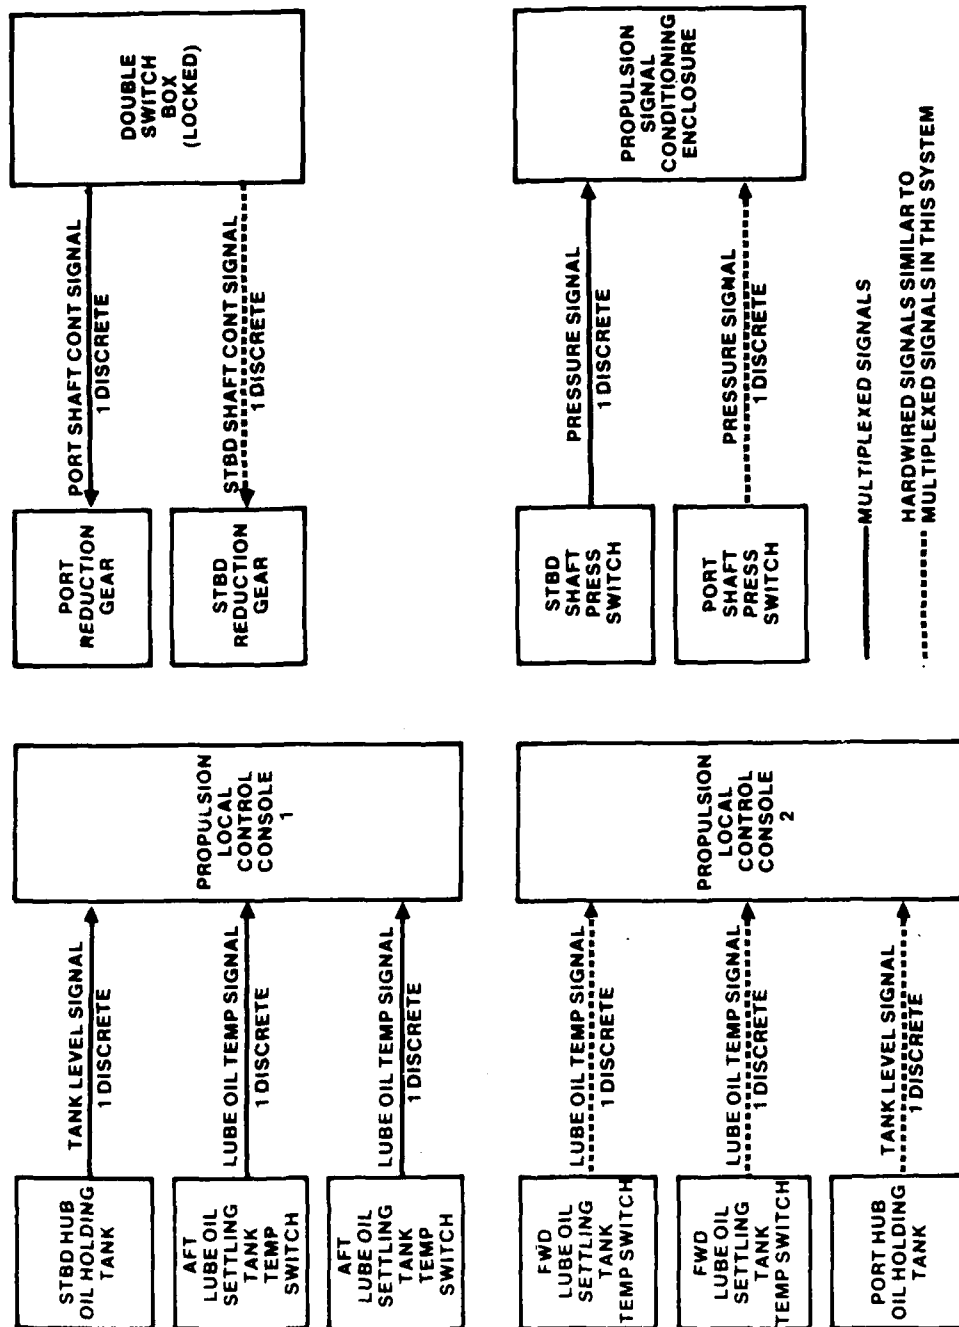 STBD HUB
OIL HOLDING
TANK
TANK LEVEL SIGNAL
1 DISCRETE
AFT
LUBE OIL
SETTLING
TANK
TEMP
SWITCH
LUBE OIL TEMP SIGNAL
1 DISCRETE
AFT
LUBE OIL
SETTLING
TANK
TEMP
SWITCH
LUBE OIL TEMP SIGNAL
1 DISCRETE
PROPULSION
LOCAL
CONTROL
CONSOLE
1
FWD
LUBE OIL
SETTLING
TANK
TEMP SWITCH
LUBE OIL TEMP SIGNAL
1 DISCRETE
FWD
LUBE OIL
SETTLING
TANK
TEMP SWITCH
LUBE OIL TEMP SIGNAL
1 DISCRETE
PORT HUB
OIL HOLDING
TANK
TANK LEVEL SIGNAL
1 DISCRETE
PROPULSION
LOCAL
CONTROL
CONSOLE
2
PORT
REDUCTION
GEAR
PORT SHAFT CONT SIGNAL
1 DISCRETE
STBD
REDUCTION
GEAR
STBD SHAFT CONT SIGNAL
1 DISCRETE
DOUBLE
SWITCH
BOX
(LOCKED)
STBD
SHAFT
PRESS
SWITCH
PRESSURE SIGNAL
1 DISCRETE
PORT
SHAFT
PRESS
SWITCH
PRESSURE SIGNAL
1 DISCRETE
PROPULSION
SIGNAL
CONDITIONING
ENCLOSURE
MULTIPLEXED SIGNALS
HARDWIRED SIGNALS SIMILAR TO
MULTIPLEXED SIGNALS IN THIS SYSTEM